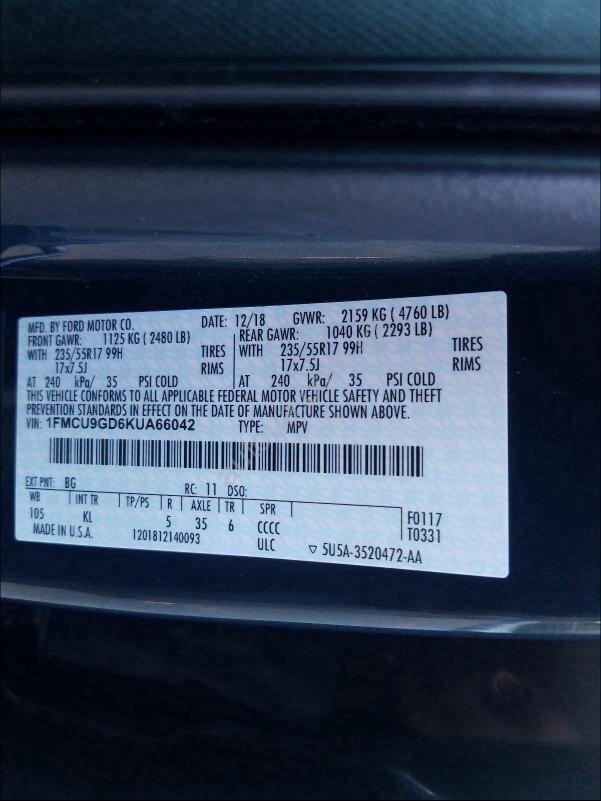 MFD. BY FORD MOTOR CO. DATE: 12/18 GVWR: 2159 KG ( 4760 LB)
FRONT GAWR: 1125 KG ( 2480 LB) REAR GAWR: 1040 KG ( 2293 LB)
WITH 235/55R17 99H TIRES WITH 235/55R17 99H TIRES
17x7.5J RIMS 17x7.5J RIMS
AT 240 kPa/ 35 PSI COLD AT 240 kPa/ 35 PSI COLD
THIS VEHICLE CONFORMS TO ALL APPLICABLE FEDERAL MOTOR VEHICLE SAFETY AND THEFT
PREVENTION STANDARDS IN EFFECT ON THE DATE OF MANUFACTURE SHOWN ABOVE.
VIN: 1FMCU9GD6KUA66042 TYPE: MPV
EXT PNT: BG RC: 11 DSO:
WB INT TR TP/PS R AXLE TR SPR F0117
105 KL 5 35 6 CCCC T0331
MADE IN U.S.A. 1201812140093 ULC ▽ 5U5A-3520472-AA